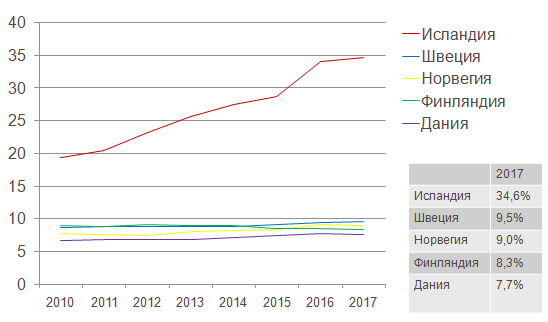 40
35
30
25
20
15
10
5
0
2010 2011 2012 2013 2014 2015 2016 2017
Исландия
Швеция
Норвегия
Финляндия
Дания
2017
Исландия 34,6%
Швеция 9,5%
Норвегия 9,0%
Финляндия 8,3%
Дания 7,7%